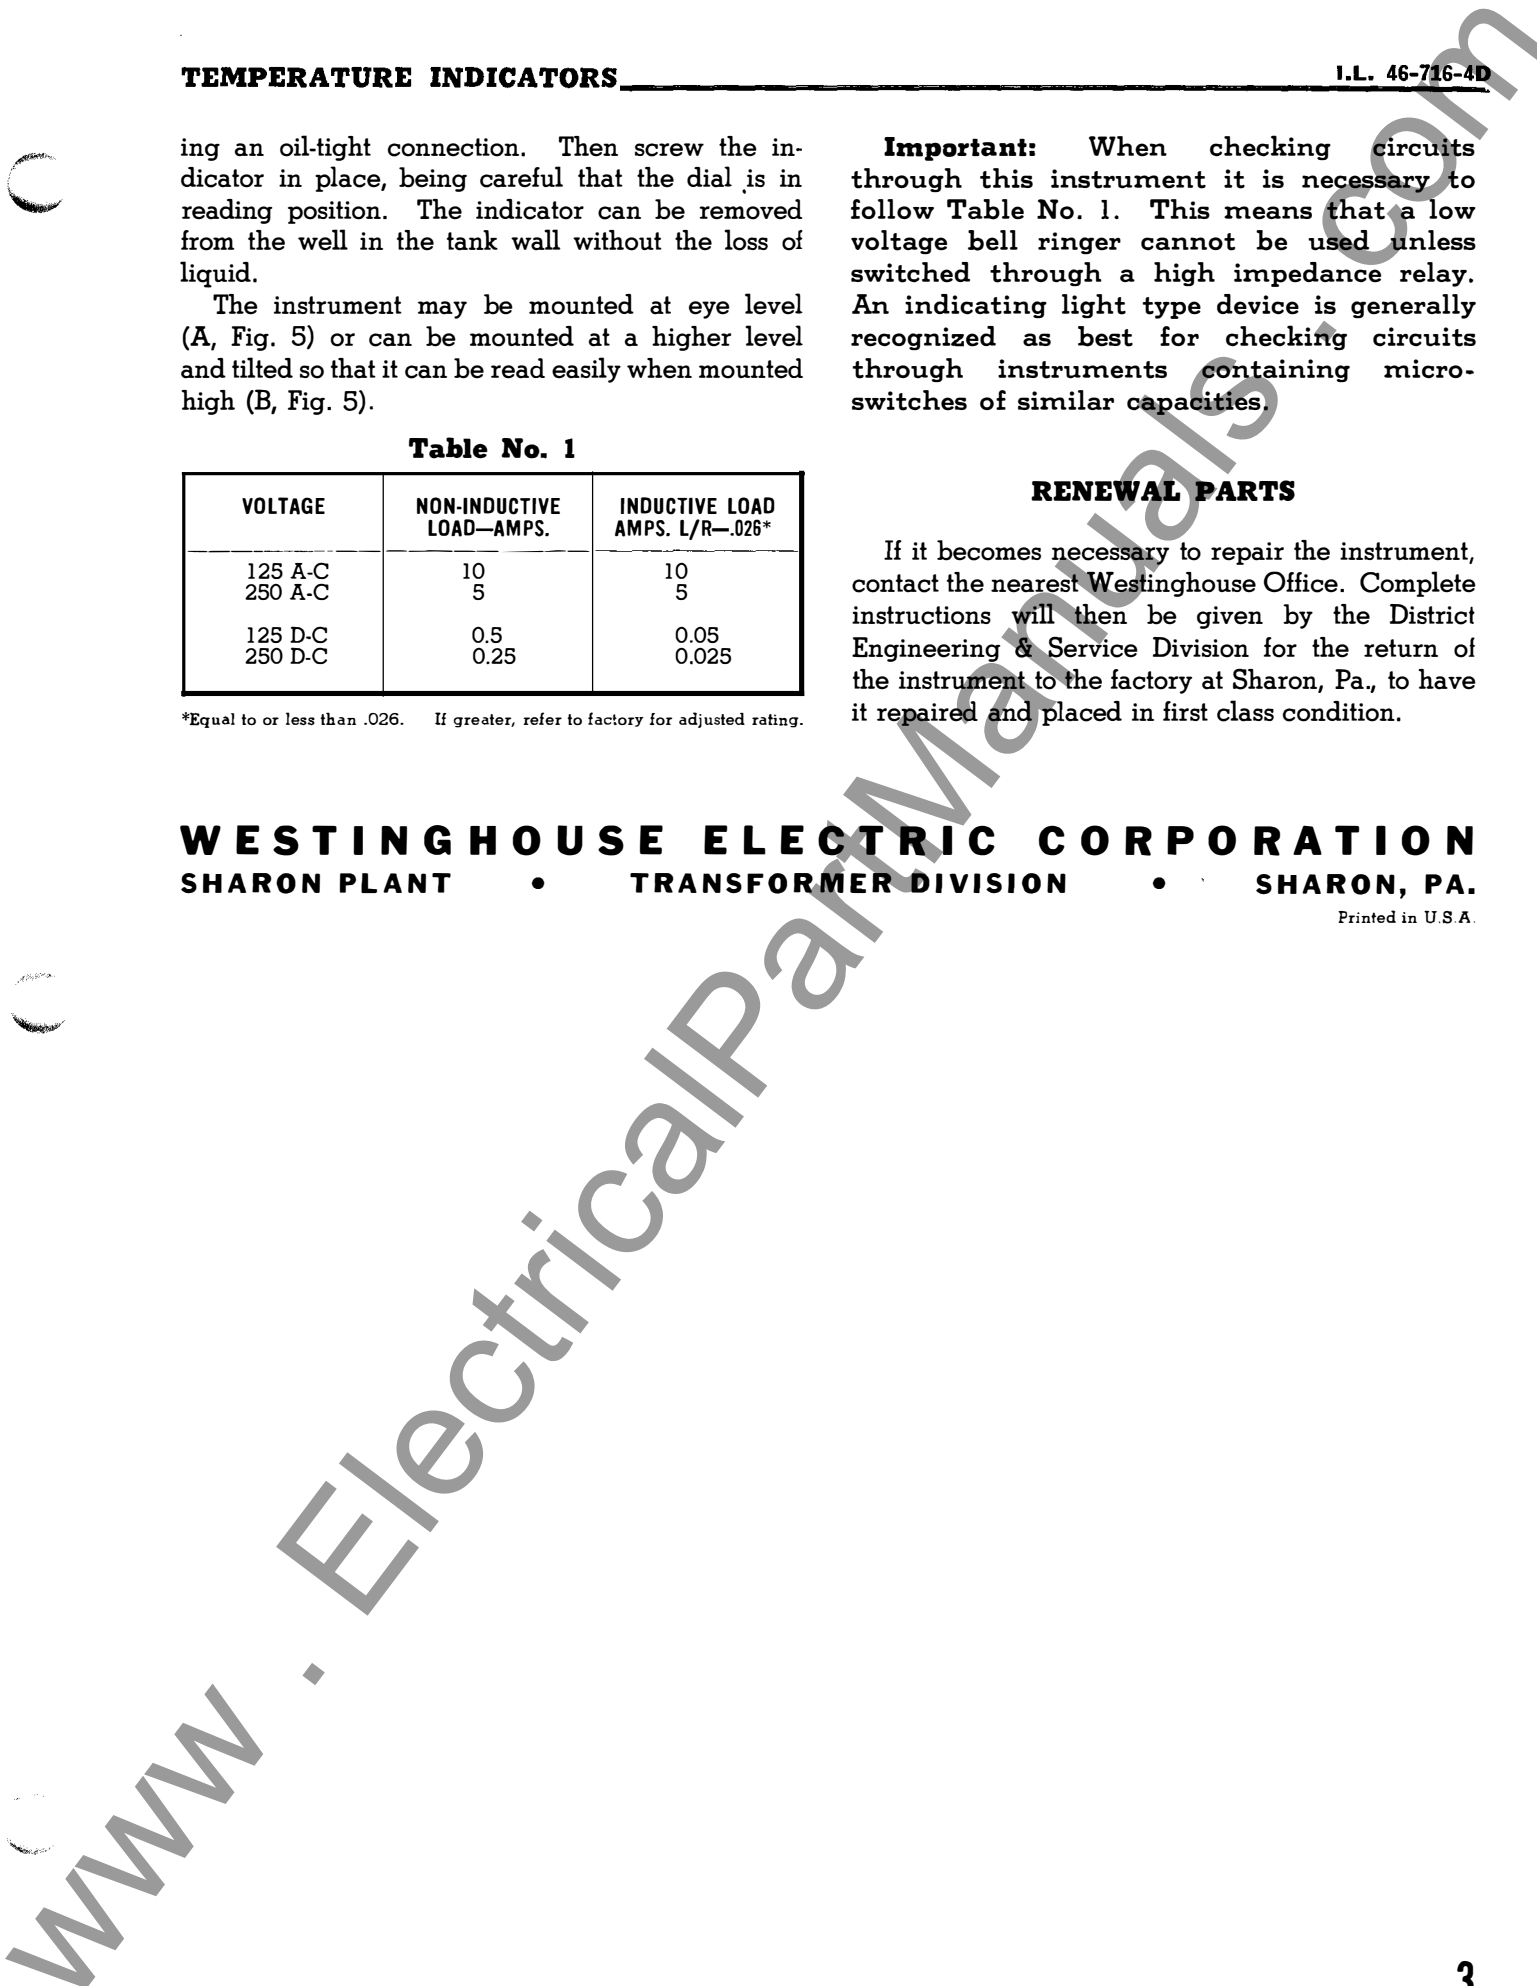 TEMPERATURE INDICATORS
I.L. 46-716-4D
ing an oil-tight connection. Then screw the in-
dicator in place, being careful that the dial is in
reading position. The indicator can be removed
from the well in the tank wall without the loss of
liquid.
The instrument may be mounted at eye level
(A, Fig. 5) or can be mounted at a higher level
and tilted so that it can be read easily when mounted
high (B, Fig. 5).
Table No. 1
VOLTAGE NON-INDUCTIVE LOAD—AMPS. INDUCTIVE LOAD AMPS. L/R—.026*
125 A-C 10 10
250 A-C 5 5
125 D-C 0.5 0.05
250 D-C 0.25 0.025
*Equal to or less than .026. If greater, refer to factory for adjusted rating.
Important: When checking circuits
through this instrument it is necessary to
follow Table No. 1. This means that a low
voltage bell ringer cannot be used unless
switched through a high impedance relay.
An indicating light type device is generally
recognized as best for checking circuits
through instruments containing micro-
switches of similar capacities.
RENEWAL PARTS
If it becomes necessary to repair the instrument,
contact the nearest Westinghouse Office. Complete
instructions will then be given by the District
Engineering & Service Division for the return of
the instrument to the factory at Sharon, Pa., to have
it repaired and placed in first class condition.
WESTINGHOUSE ELECTRIC CORPORATION
SHARON PLANT • TRANSFORMER DIVISION • SHARON, PA.
Printed in U.S.A.
www . ElectricalPartManuals . com
3